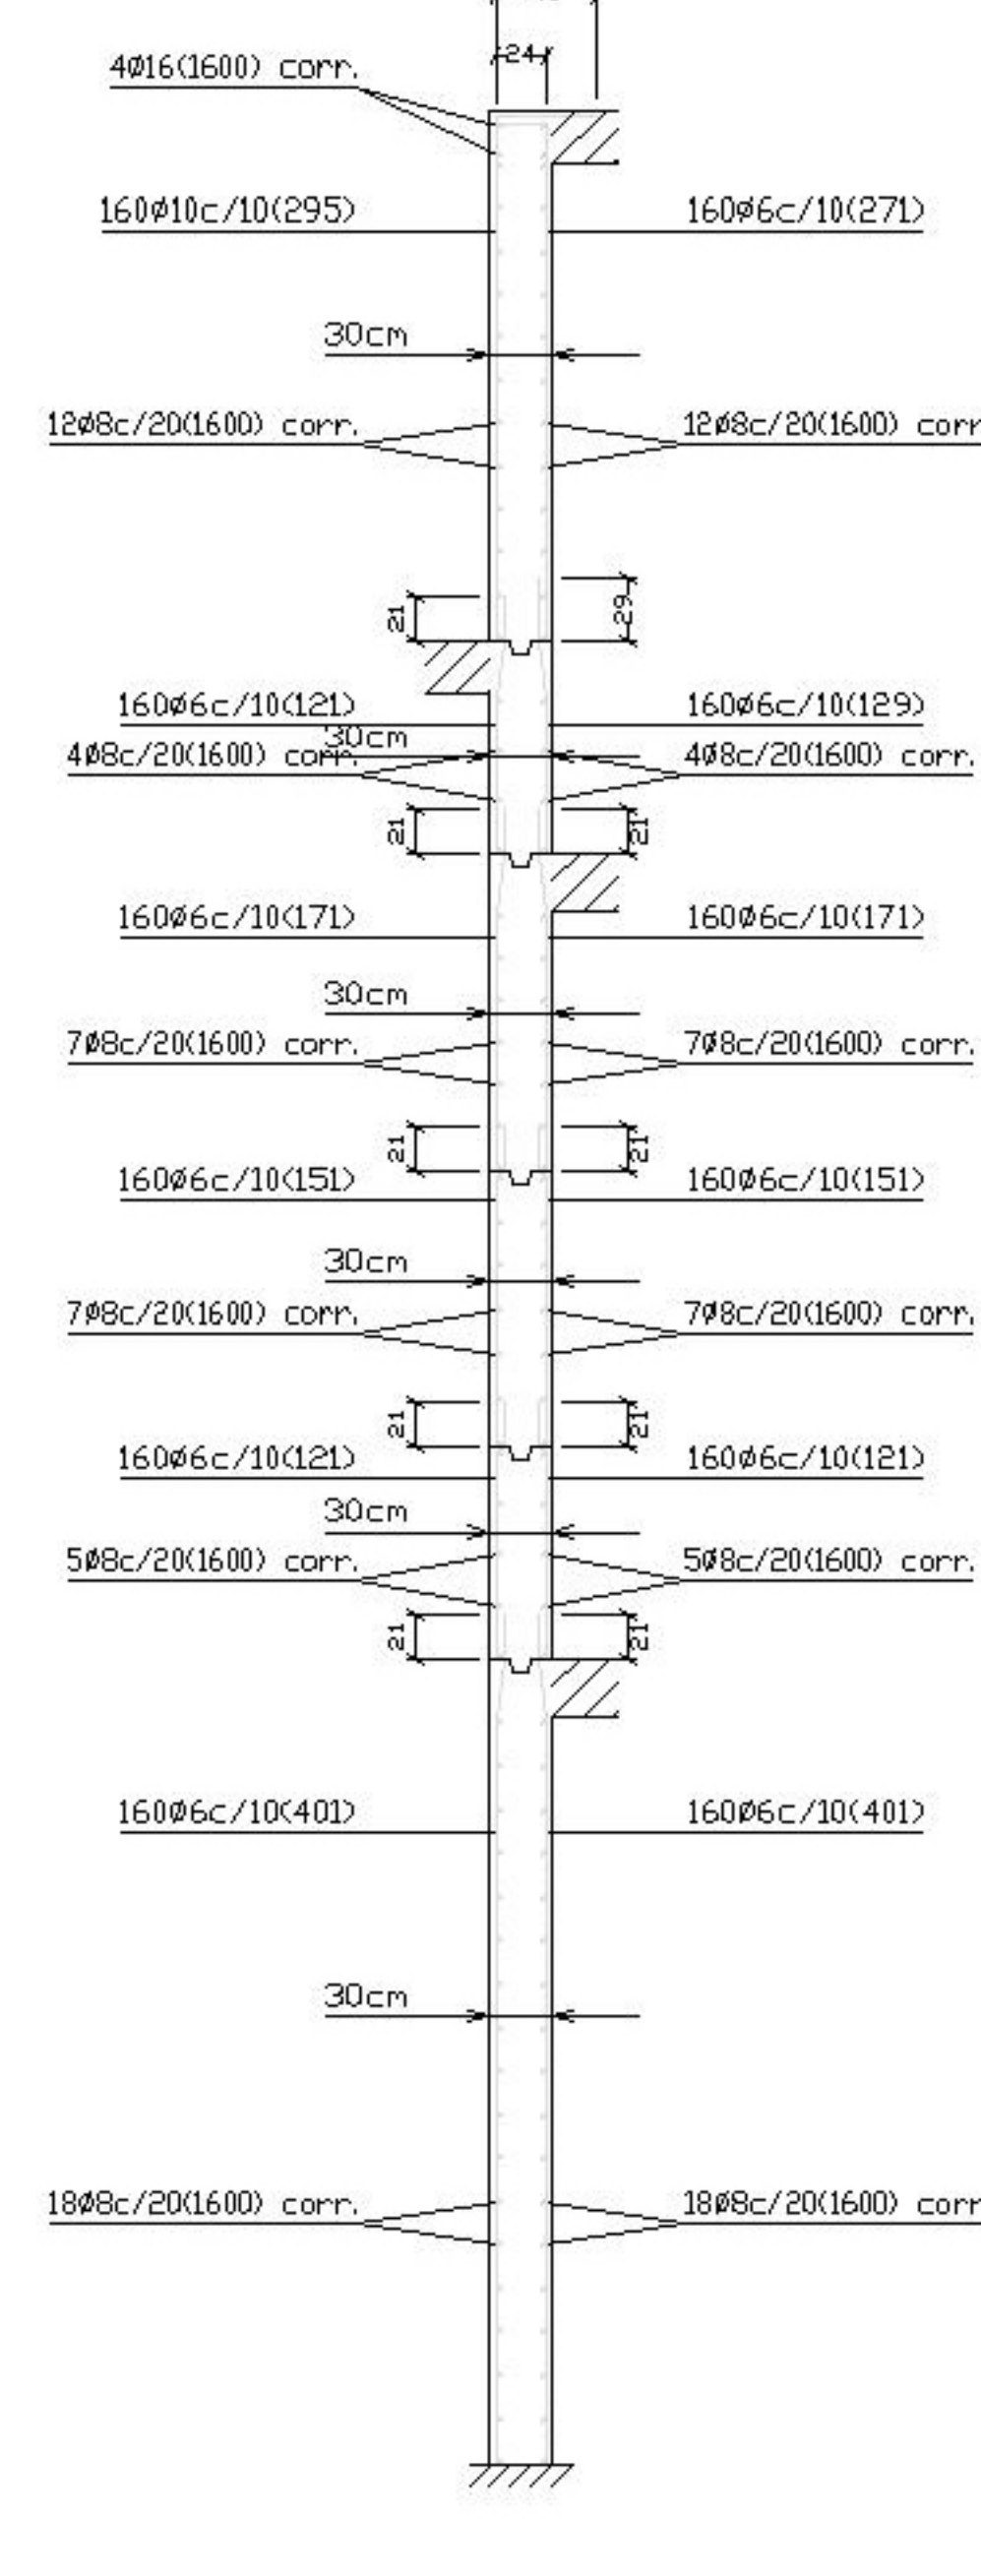 24
4Ø16(1600) corr.
160Ø10c/10(295) 160Ø6c/10(271)
30cm
12Ø8c/20(1600) corr. 12Ø8c/20(1600) corr
21 29
160Ø6c/10(121) 160Ø6c/10(129)
30cm
4Ø8c/20(1600) corr. 4Ø8c/20(1600) corr.
21 21
160Ø6c/10(171) 160Ø6c/10(171)
30cm
7Ø8c/20(1600) corr. 7Ø8c/20(1600) corr.
21 21
160Ø6c/10(151) 160Ø6c/10(151)
30cm
7Ø8c/20(1600) corr. 7Ø8c/20(1600) corr.
21 21
160Ø6c/10(121) 160Ø6c/10(121)
30cm
5Ø8c/20(1600) corr. 5Ø8c/20(1600) corr.
21 21
160Ø6c/10(401) 160Ø6c/10(401)
30cm
18Ø8c/20(1600) corr. 18Ø8c/20(1600) corr